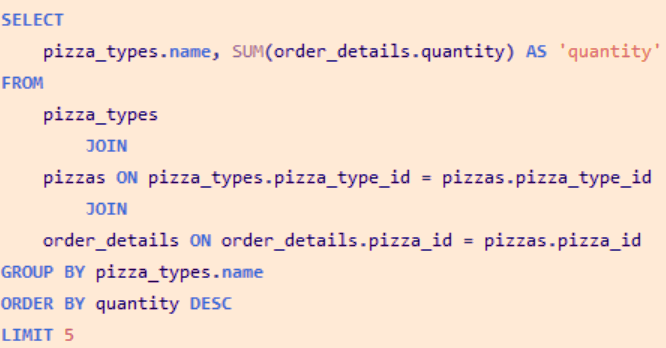 SELECT
pizza_types.name, SUM(order_details.quantity) AS 'quantity'
FROM
pizza_types
JOIN
pizzas ON pizza_types.pizza_type_id = pizzas.pizza_type_id
JOIN
order_details ON order_details.pizza_id = pizzas.pizza_id
GROUP BY pizza_types.name
ORDER BY quantity DESC
LIMIT 5